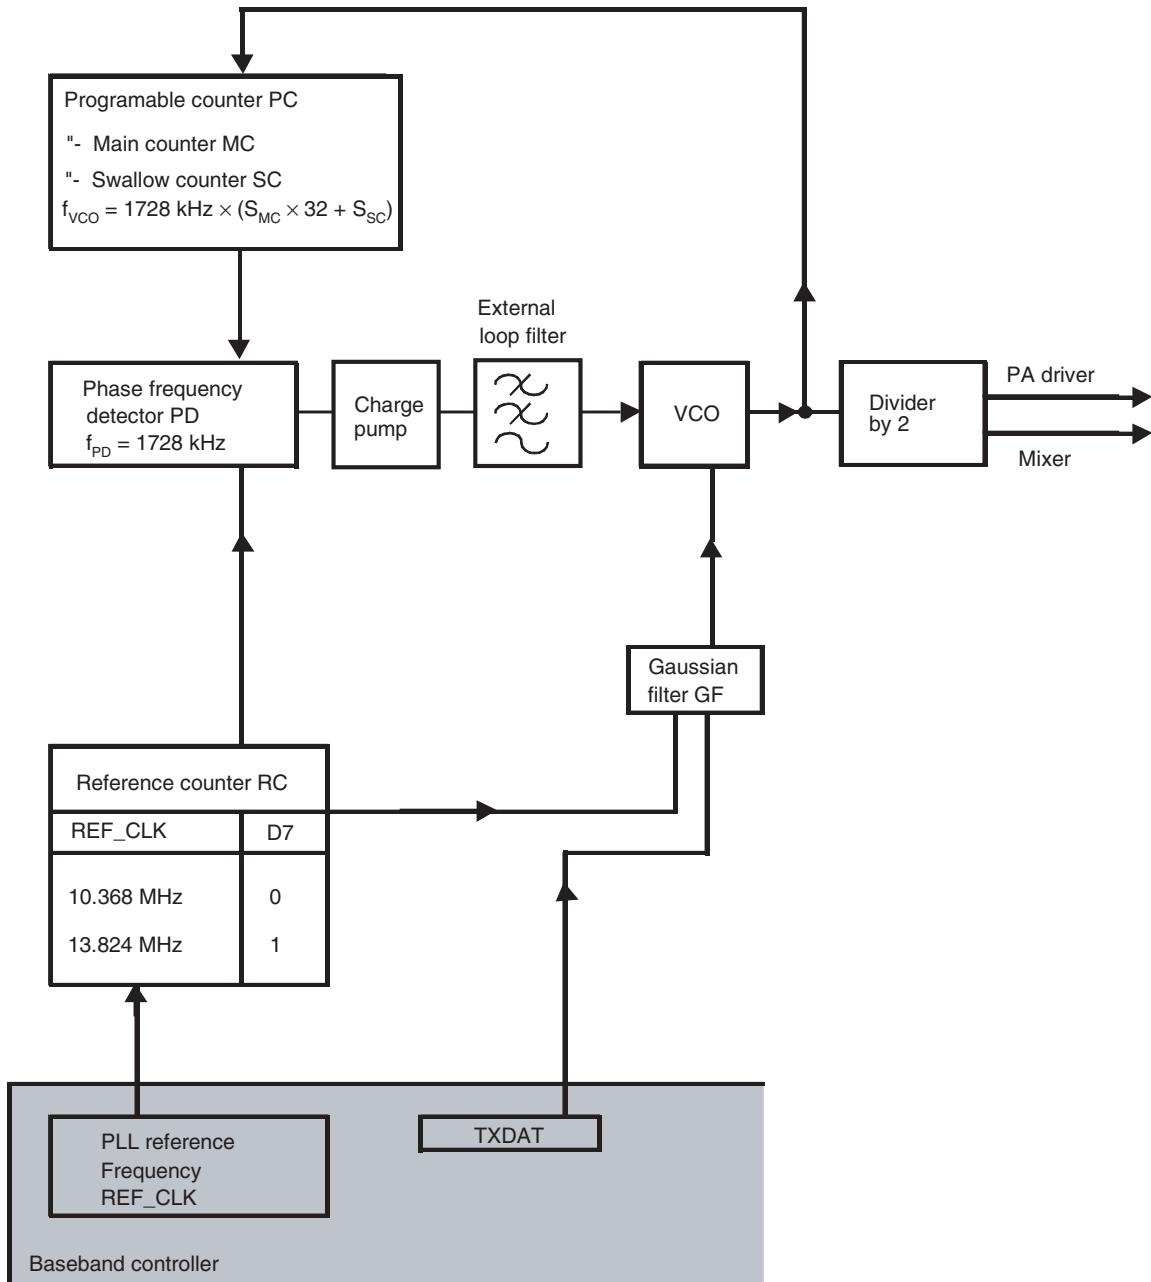 Programable counter PC
"- Main counter MC
"- Swallow counter SC
fVCO = 1728 kHz × (SMC × 32 + SSC)
External
loop filter
Phase frequency
detector PD
fPD = 1728 kHz
Charge
pump
VCO
Divider
by 2
PA driver
Mixer
Gaussian
filter GF
Reference counter RC
REF_CLK D7
10.368 MHz 0
13.824 MHz 1
PLL reference
Frequency
REF_CLK
TXDAT
Baseband controller